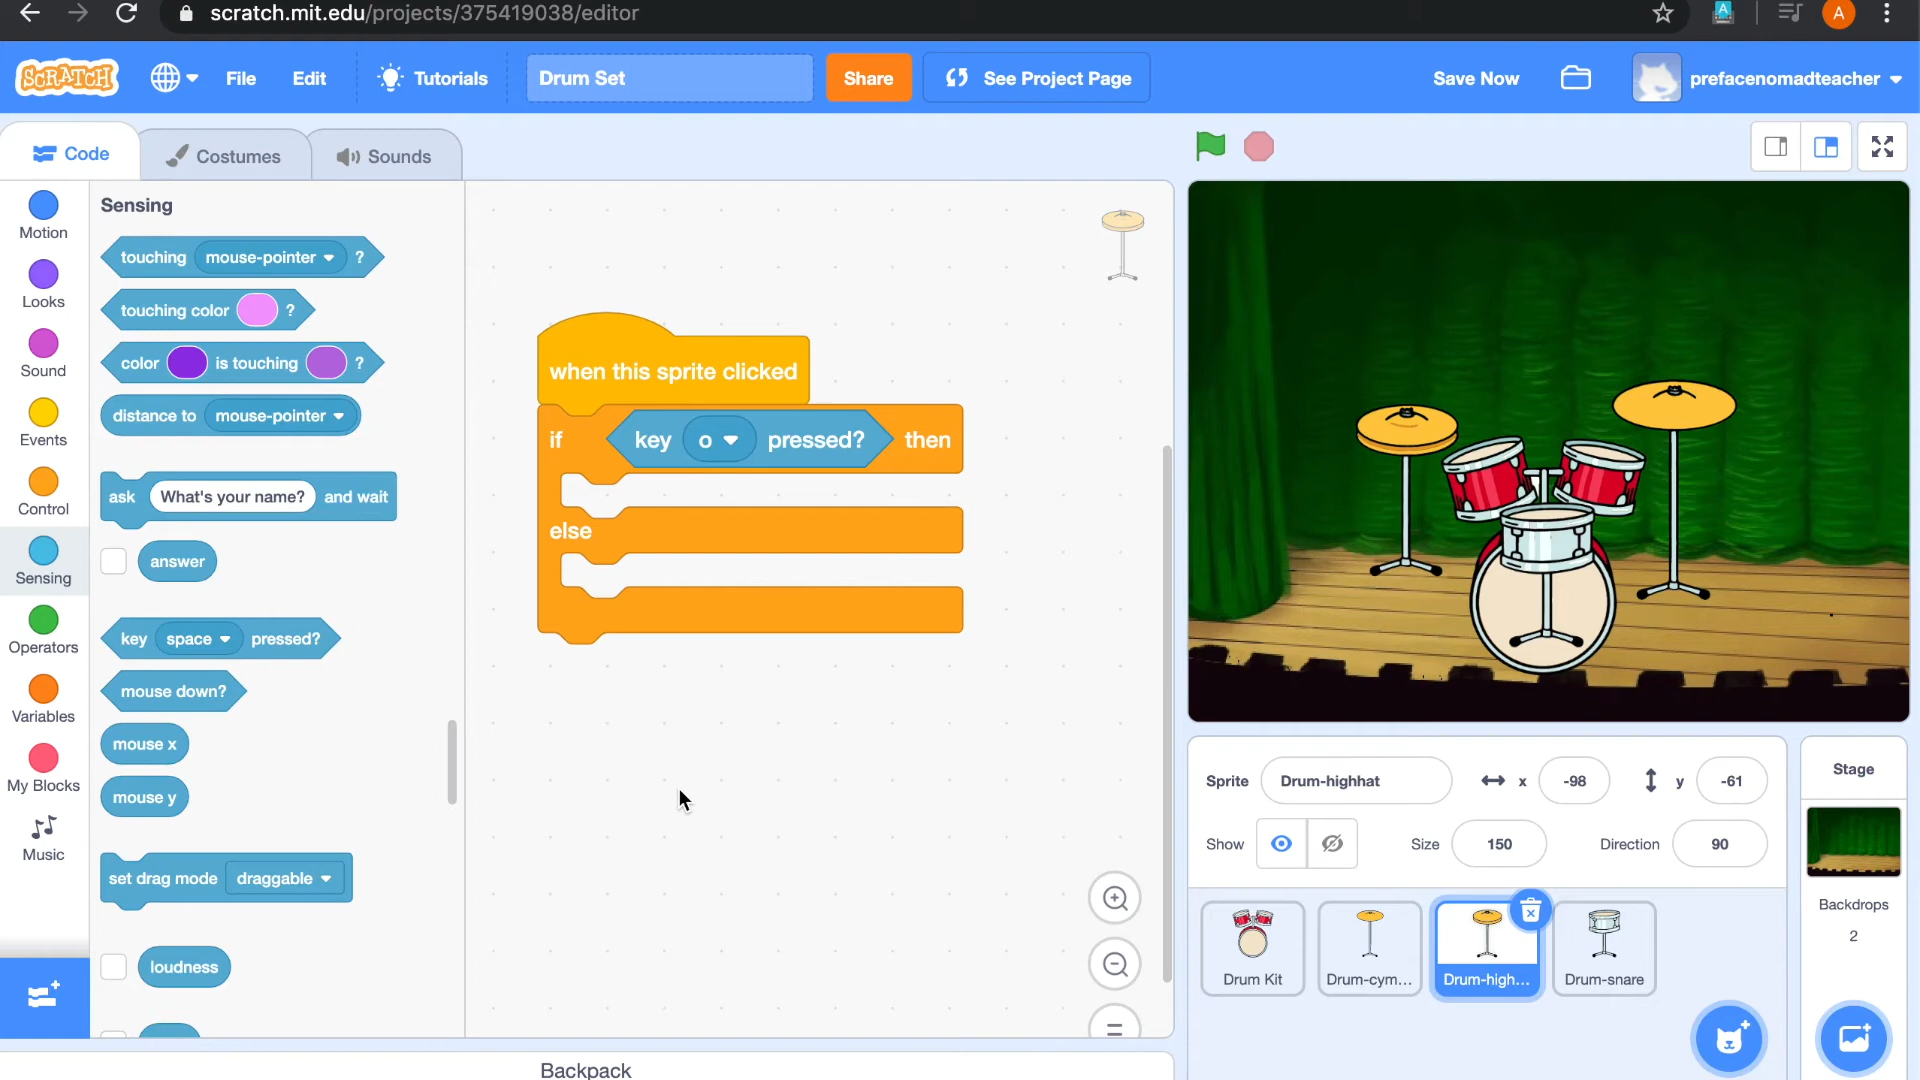 scratch.mit.edu/projects/375419038/editor
A
A
SCRATCH
File
Edit
Tutorials
Drum Set
Share
See Project Page
Save Now
prefacenomadteacher
Code
Costumes
Sounds
Motion
Looks
Sound
Events
Control
Sensing
Operators
Variables
My Blocks
Music
Sensing
touching mouse-pointer ?
touching color ?
color is touching ?
distance to mouse-pointer
ask What's your name? and wait
answer
key space pressed?
mouse down?
mouse x
mouse y
set drag mode draggable
loudness
when this sprite clicked
if key o pressed? then
else
Backpack
Sprite Drum-highhat x -98 y -61
Show Size 150 Direction 90
Drum Kit
Drum-cym...
Drum-high...
Drum-snare
Stage
Backdrops
2